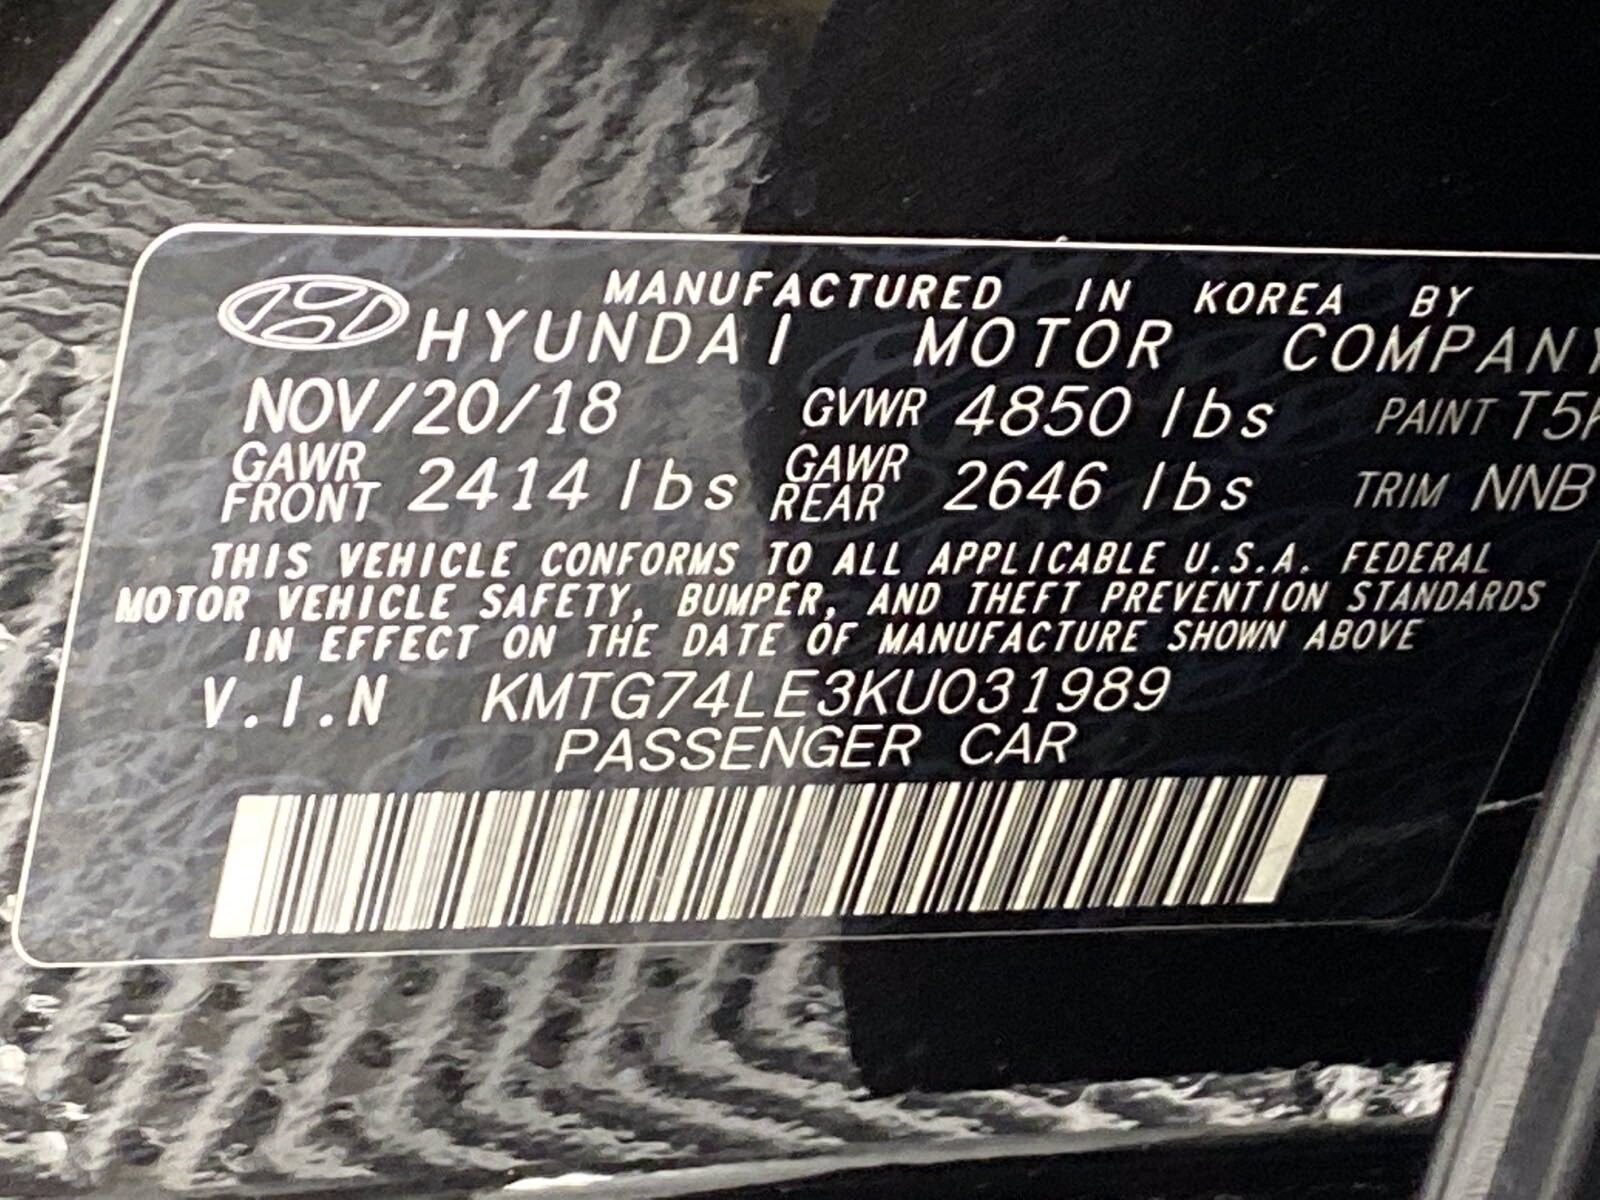 MANUFACTURED IN KOREA BY
HYUNDAI MOTOR COMPANY
NOV/20/18 GVWR 4850 lbs PAINT
GAWR FRONT 2414 lbs GAWR REAR 2646 lbs TRIM NNB
THIS VEHICLE CONFORMS TO ALL APPLICABLE U.S.A. FEDERAL
MOTOR VEHICLE SAFETY, BUMPER, AND THEFT PREVENTION STANDARDS
IN EFFECT ON THE DATE OF MANUFACTURE SHOWN ABOVE
V.I.N KMTG74LE3KU031989
PASSENGER CAR